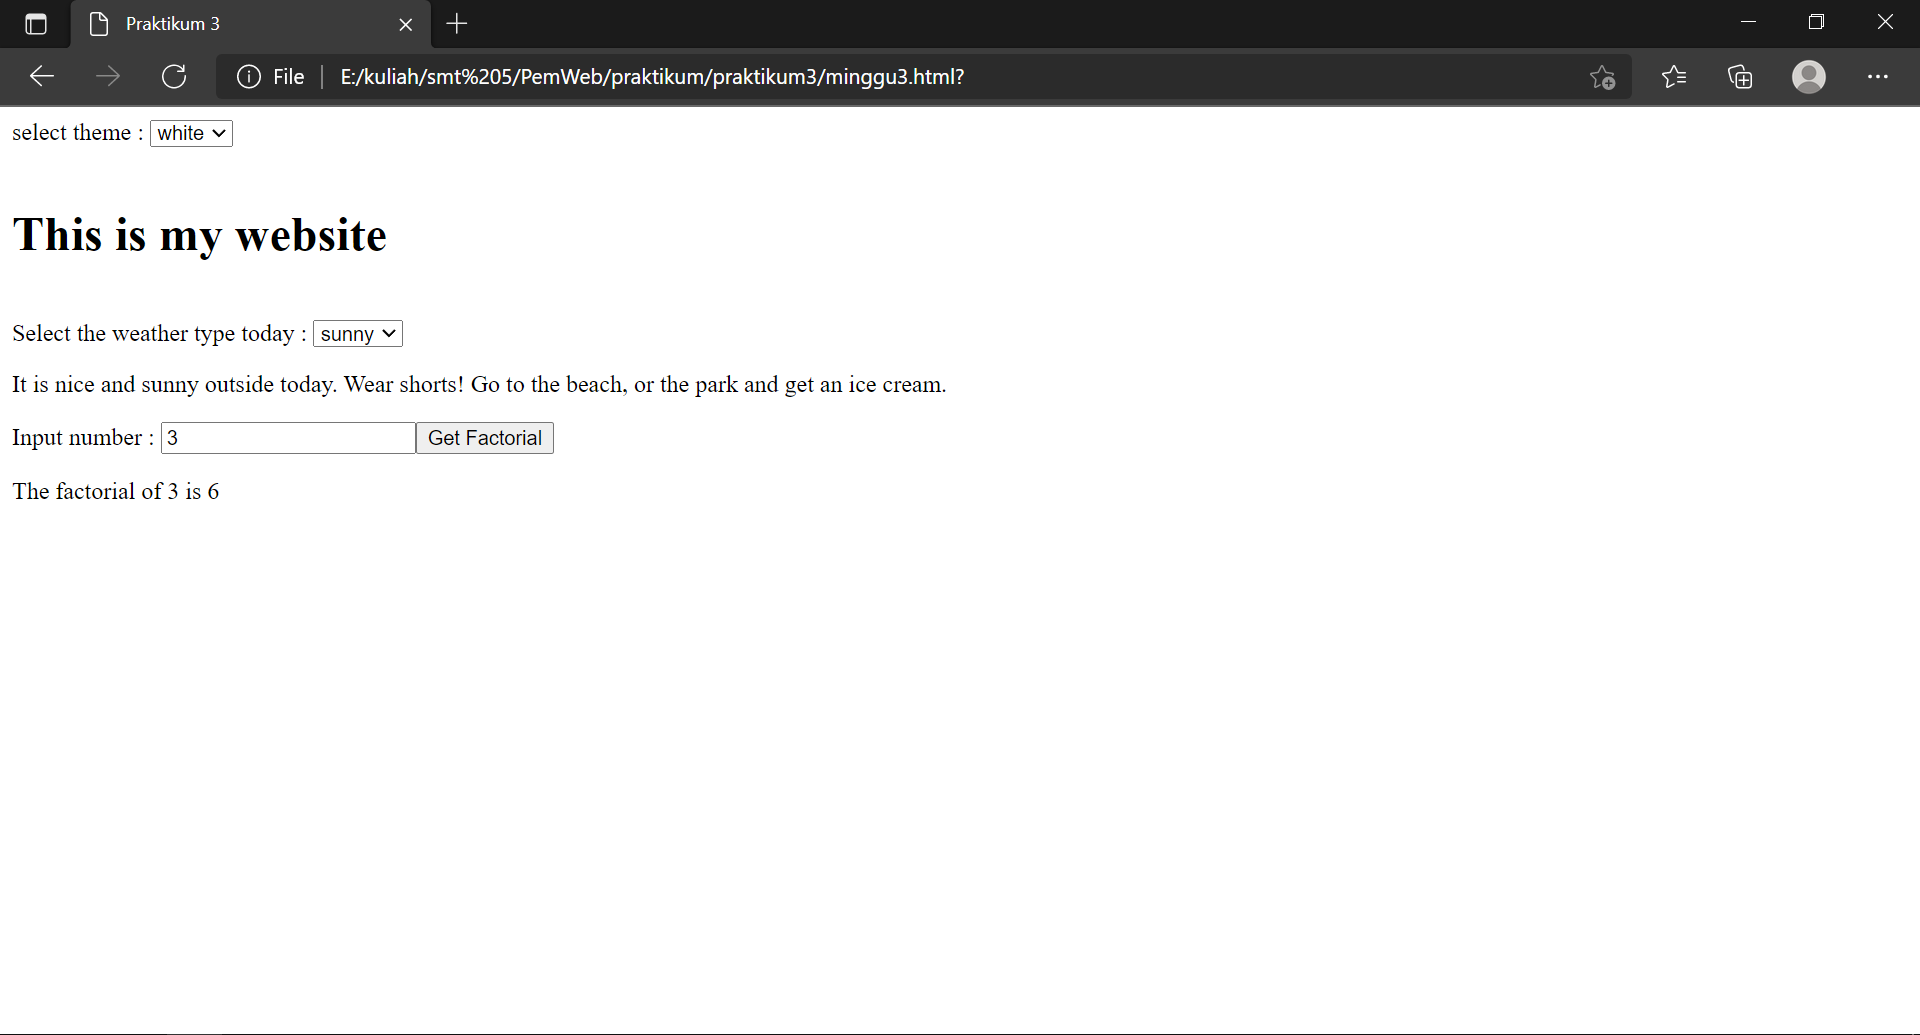 Praktikum 3
File E:/kuliah/smt%205/PemWeb/praktikum/praktikum3/minggu3.html?
select theme : white
This is my website
Select the weather type today : sunny
It is nice and sunny outside today. Wear shorts! Go to the beach, or the park and get an ice cream.
Input number : 3 Get Factorial
The factorial of 3 is 6